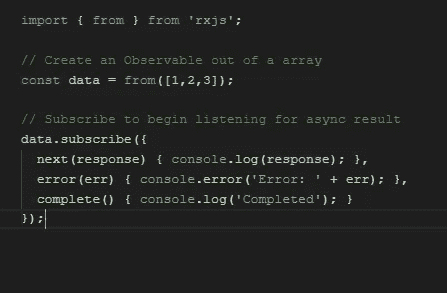 import { from } from 'rxjs';
// Create an Observable out of a array
const data = from([1,2,3]);
// Subscribe to begin listening for async result
data.subscribe({
next(response) { console.log(response); },
error(err) { console.error('Error: ' + err); },
complete() { console.log('Completed'); }
});